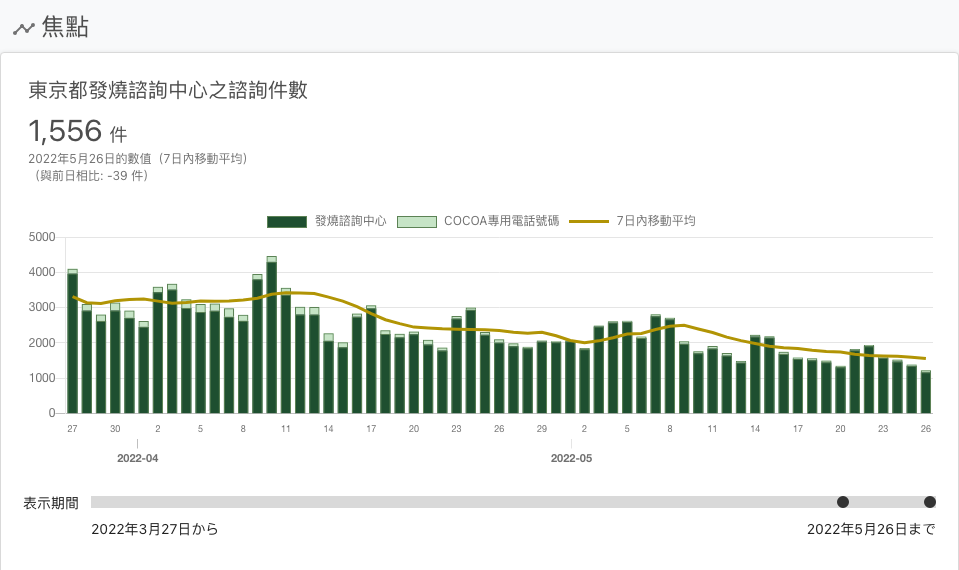 焦點
東京都發燒諮詢中心之諮詢件數
1,556 件
2022年5月26日的數值（7日內移動平均）
（與前日相比: -39 件）
發燒諮詢中心 COCOA專用電話號碼 7日內移動平均
5000
4000
3000
2000
1000
0
27 30 2 5 8 11 14 17 20 23 26 29 2 5 8 11 14 17 20 23 26
2022-04 2022-05
表示期間
2022年3月27日から 2022年5月26日まで